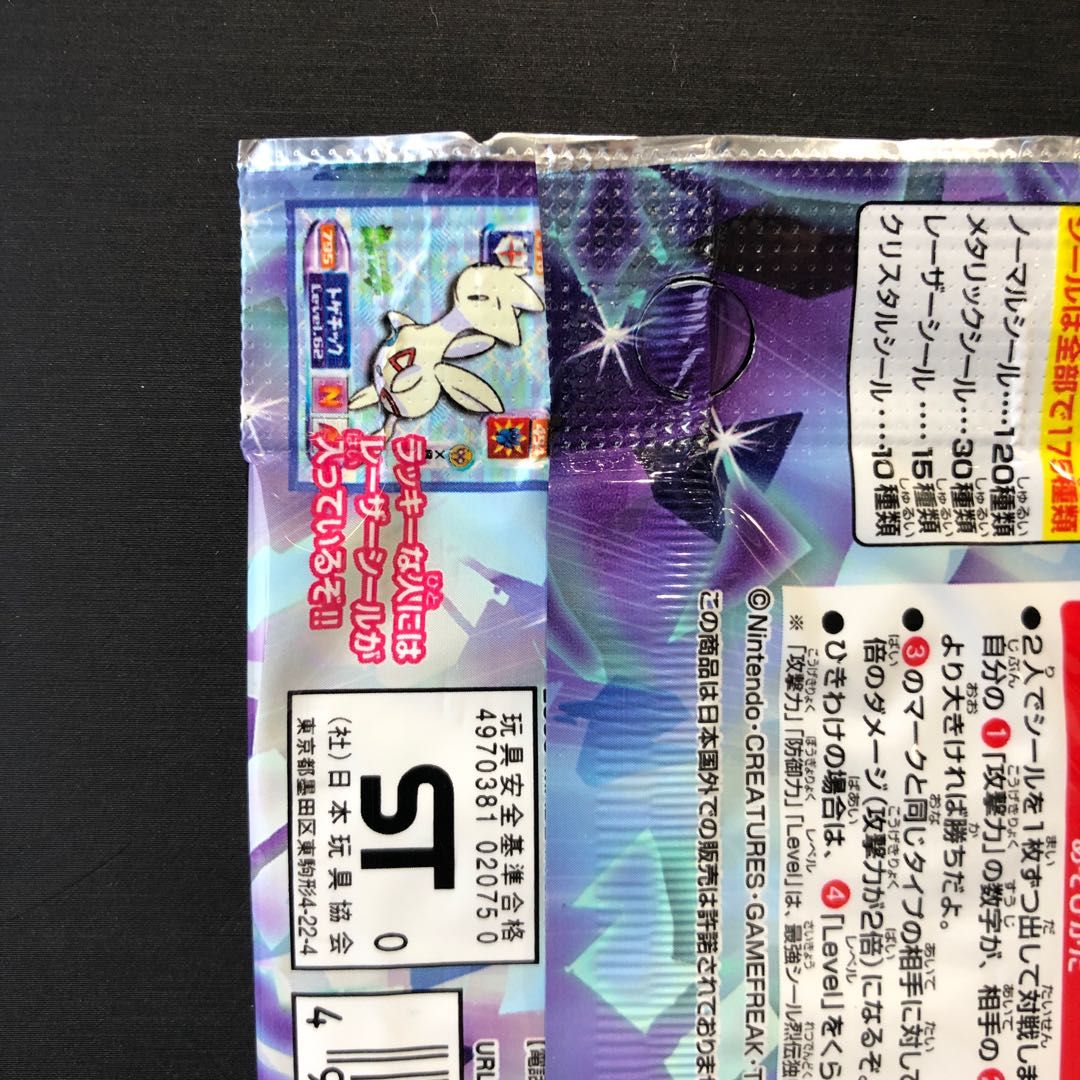 シールは全部で175種類
ノーマルシール‥‥120種類
メタリックシール‥‥30種類
レーザーシール‥‥‥15種類
クリスタルシール‥‥10種類
●2人でシールを1枚ずつ出して対戦しま
自分の❶「攻撃力」の数字が、相手の
より大きければ勝ちだよ。
●❸のマークと同じタイプの相手に対して
倍のダメージ(攻撃力が2倍)になるぞ。
●ひきわけの場合は、❹「Level」をくら
※「攻撃力」「防御力」「Level」は、最強シール烈伝独
©Nintendo・CREATURES・GAMEFREAK・T
この商品は日本国外での販売は許諾されておりませ
795
トゲチック
Level.62
N
ラッキーな人には
レーザーシールが
入っているぞ!!
玩具安全基準合格
4970381 02075 0
ST
0
(社)日本玩具協会
東京都墨田区東駒形4-22-4
URL
4